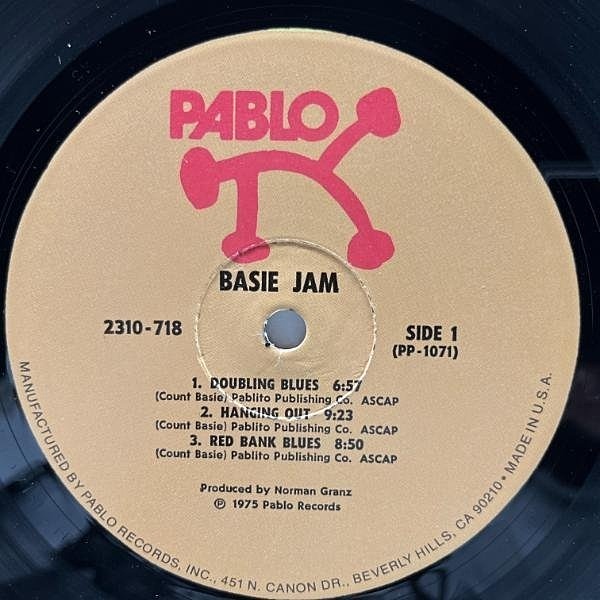 PABLO
BASIE JAM
2310-718
SIDE 1
(PP-1071)
1. DOUBLING BLUES 6:57
(Count Basie) Pablito Publishing Co. ASCAP
2. HANGING OUT 9:23
(Count Basie) Pablito Publishing Co. ASCAP
3. RED BANK BLUES 8:50
(Count Basie) Pablito Publishing Co. ASCAP
Produced by Norman Granz
℗ 1975 Pablo Records
MANUFACTURED BY PABLO RECORDS, INC., 451 N. CANON DR., BEVERLY HILLS, CA 90210 • MADE IN U.S.A.